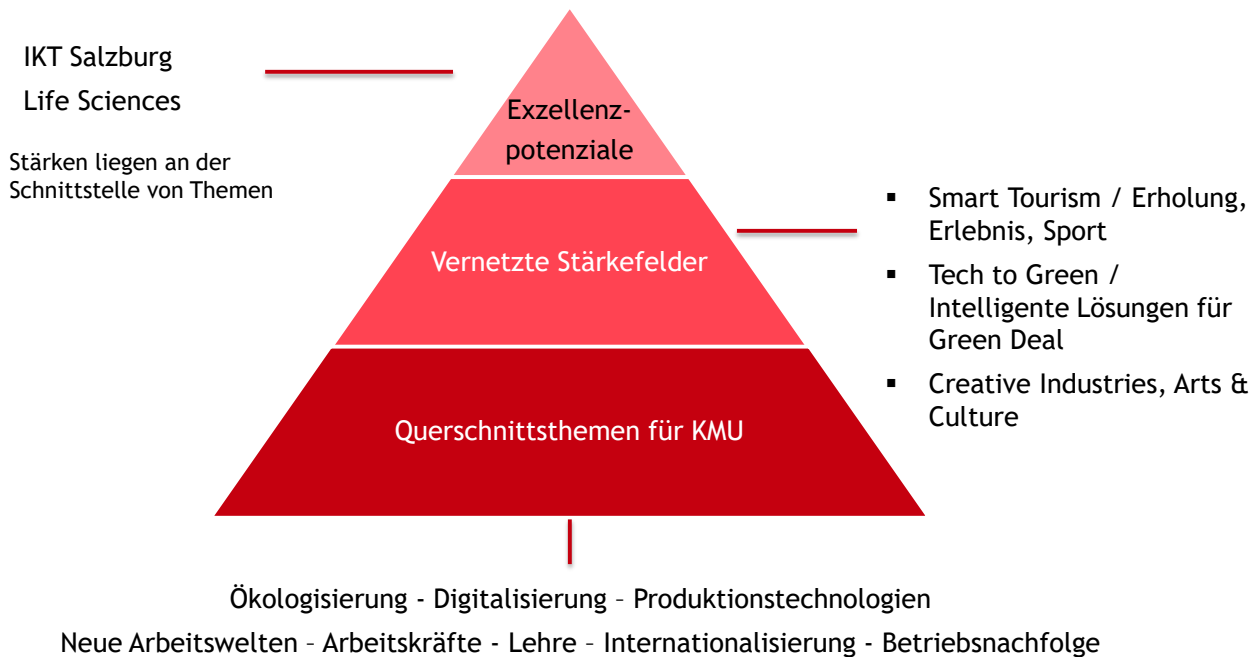 IKT Salzburg
Life Sciences
Stärken liegen an der
Schnittstelle von Themen
Exzellenz-
potenziale
Vernetzte Stärkefelder
Querschnittsthemen für KMU
▪ Smart Tourism / Erholung,
Erlebnis, Sport
▪ Tech to Green /
Intelligente Lösungen für
Green Deal
▪ Creative Industries, Arts &
Culture
Ökologisierung - Digitalisierung – Produktionstechnologien
Neue Arbeitswelten – Arbeitskräfte - Lehre – Internationalisierung - Betriebsnachfolge